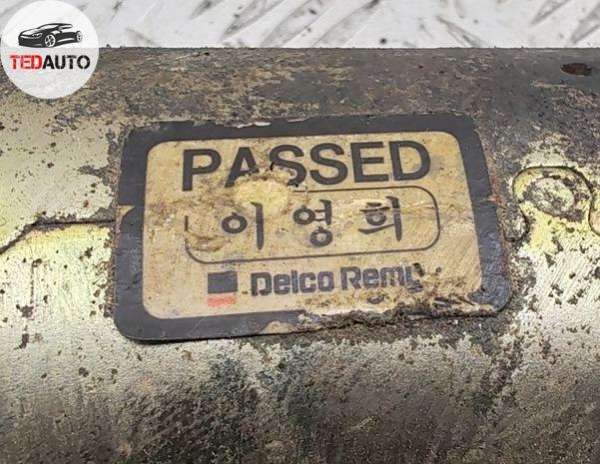 TEDAUTO
PASSED
이영희
Delco Remy